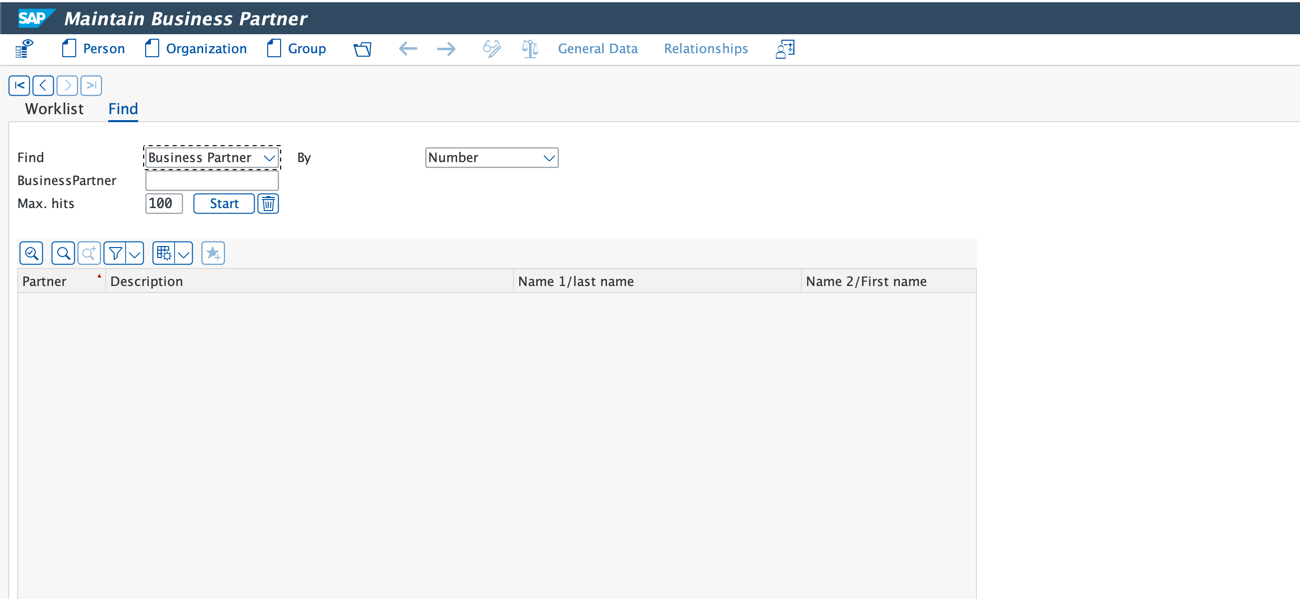 SAP Maintain Business Partner
Person Organization Group General Data Relationships
Worklist Find
Find Business Partner By Number
BusinessPartner
Max. hits 100 Start
Partner Description Name 1/last name Name 2/First name